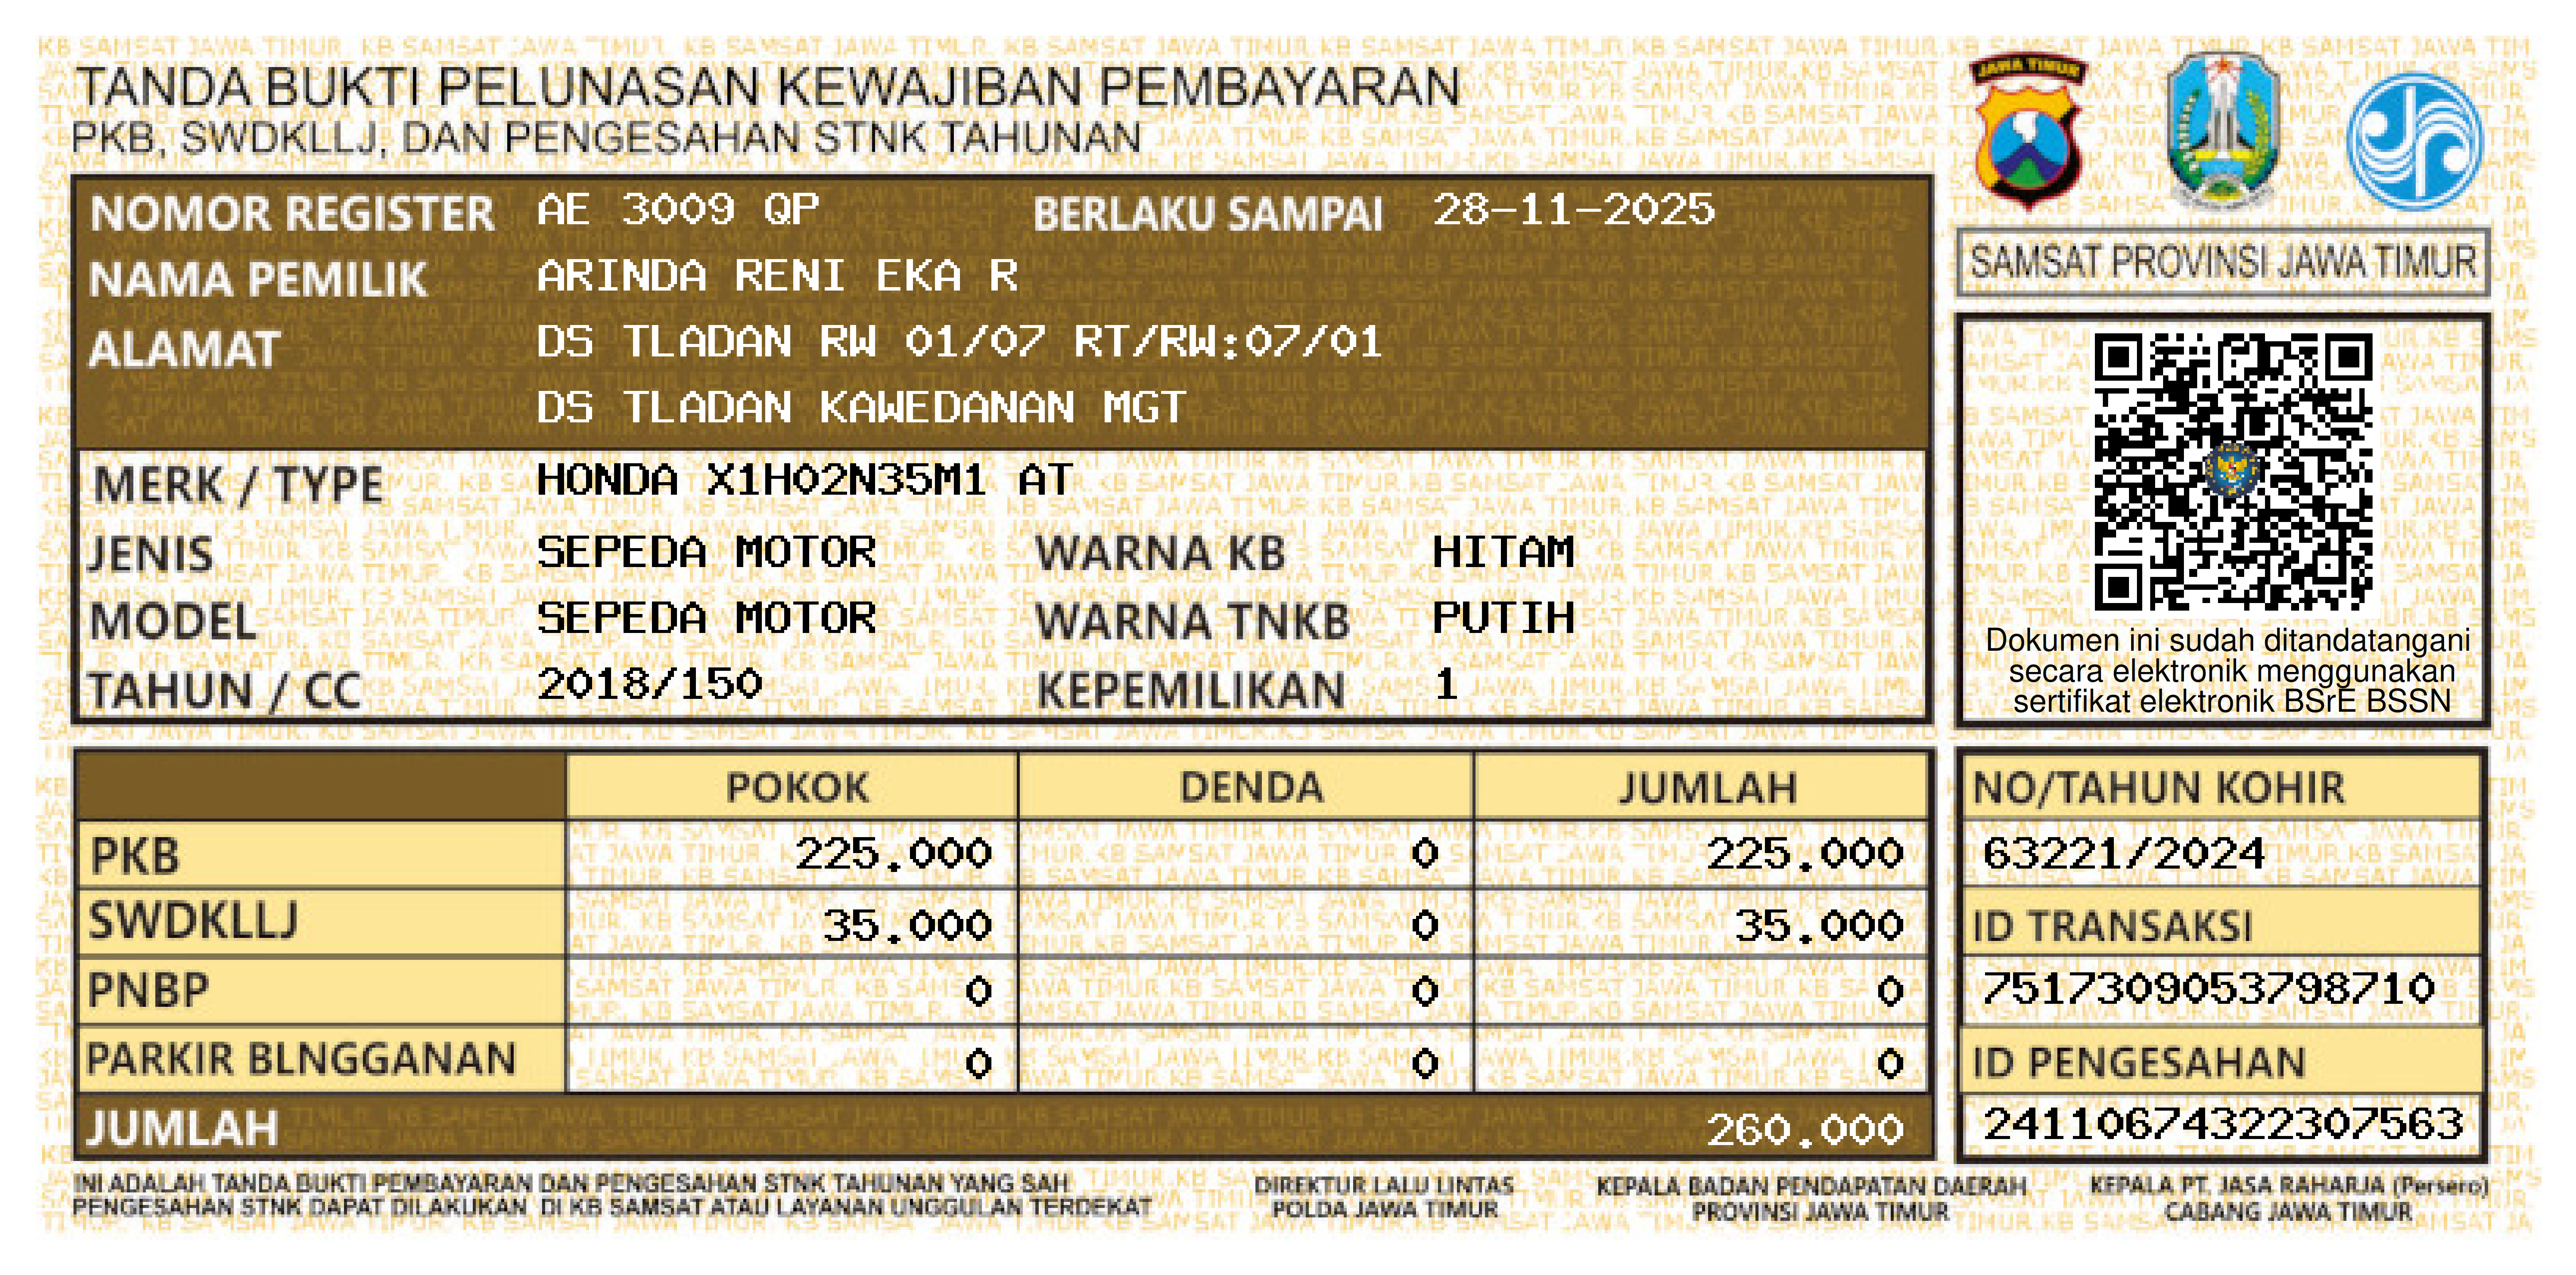 TANDA BUKTI PELUNASAN KEWAJIBAN PEMBAYARAN
PKB, SWDKLLJ, DAN PENGESAHAN STNK TAHUNAN
JAWA TIMUR
SAMSAT PROVINSI JAWA TIMUR
NOMOR REGISTER AE 3009 QP BERLAKU SAMPAI 28-11-2025
NAMA PEMILIK ARINDA RENI EKA R
ALAMAT DS TLADAN RW 01/07 RT/RW:07/01
DS TLADAN KAWEDANAN MGT
MERK / TYPE HONDA X1H02N35M1 AT
JENIS SEPEDA MOTOR WARNA KB HITAM
MODEL SEPEDA MOTOR WARNA TNKB PUTIH
TAHUN / CC 2018/150 KEPEMILIKAN 1
Dokumen ini sudah ditandatangani
secara elektronik menggunakan
sertifikat elektronik BSrE BSSN
POKOK DENDA JUMLAH
PKB 225.000 0 225.000
SWDKLLJ 35.000 0 35.000
PNBP 0 0 0
PARKIR BLNGGANAN 0 0 0
JUMLAH 260.000
NO/TAHUN KOHIR
63221/2024
ID TRANSAKSI
7517309053798710
ID PENGESAHAN
24110674322307563
INI ADALAH TANDA BUKTI PEMBAYARAN DAN PENGESAHAN STNK TAHUNAN YANG SAH
PENGESAHAN STNK DAPAT DILAKUKAN DI KB SAMSAT ATAU LAYANAN UNGGULAN TERDEKAT
DIREKTUR LALU LINTAS
POLDA JAWA TIMUR
KEPALA BADAN PENDAPATAN DAERAH
PROVINSI JAWA TIMUR
KEPALA PT. JASA RAHARJA (Persero)
CABANG JAWA TIMUR